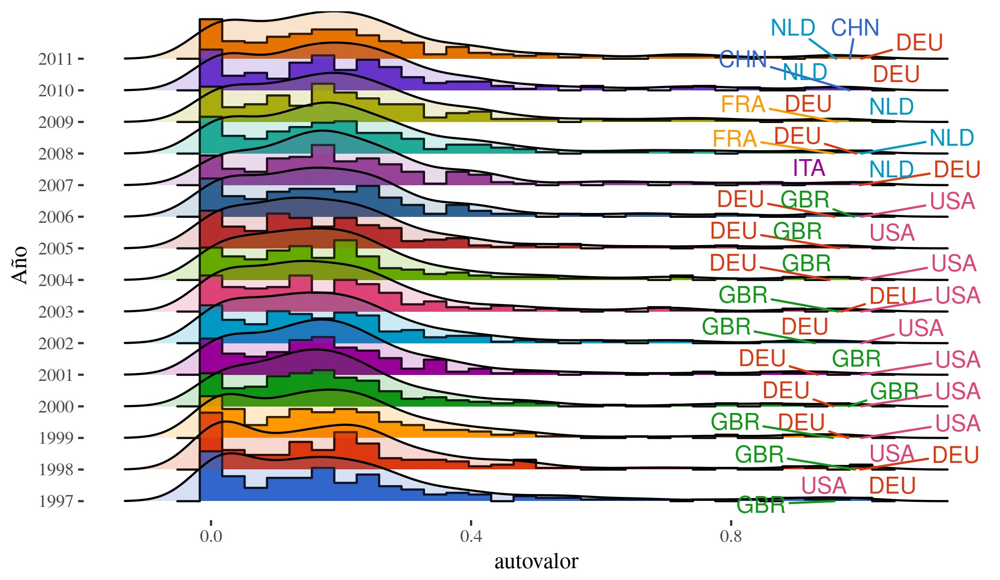 NLD CHN DEU
2011
CHN NLD DEU
2010
FRA DEU NLD
2009
FRA DEU NLD
2008
ITA NLD DEU
2007
DEU GBR USA
2006
DEU GBR USA
2005
DEU GBR USA
2004
GBR DEU USA
2003
GBR DEU USA
2002
DEU GBR USA
2001
DEU GBR USA
2000
GBR DEU USA
1999
GBR USA DEU
1998
USA DEU
1997
GBR
Año
0.0 0.4 0.8
autovalor